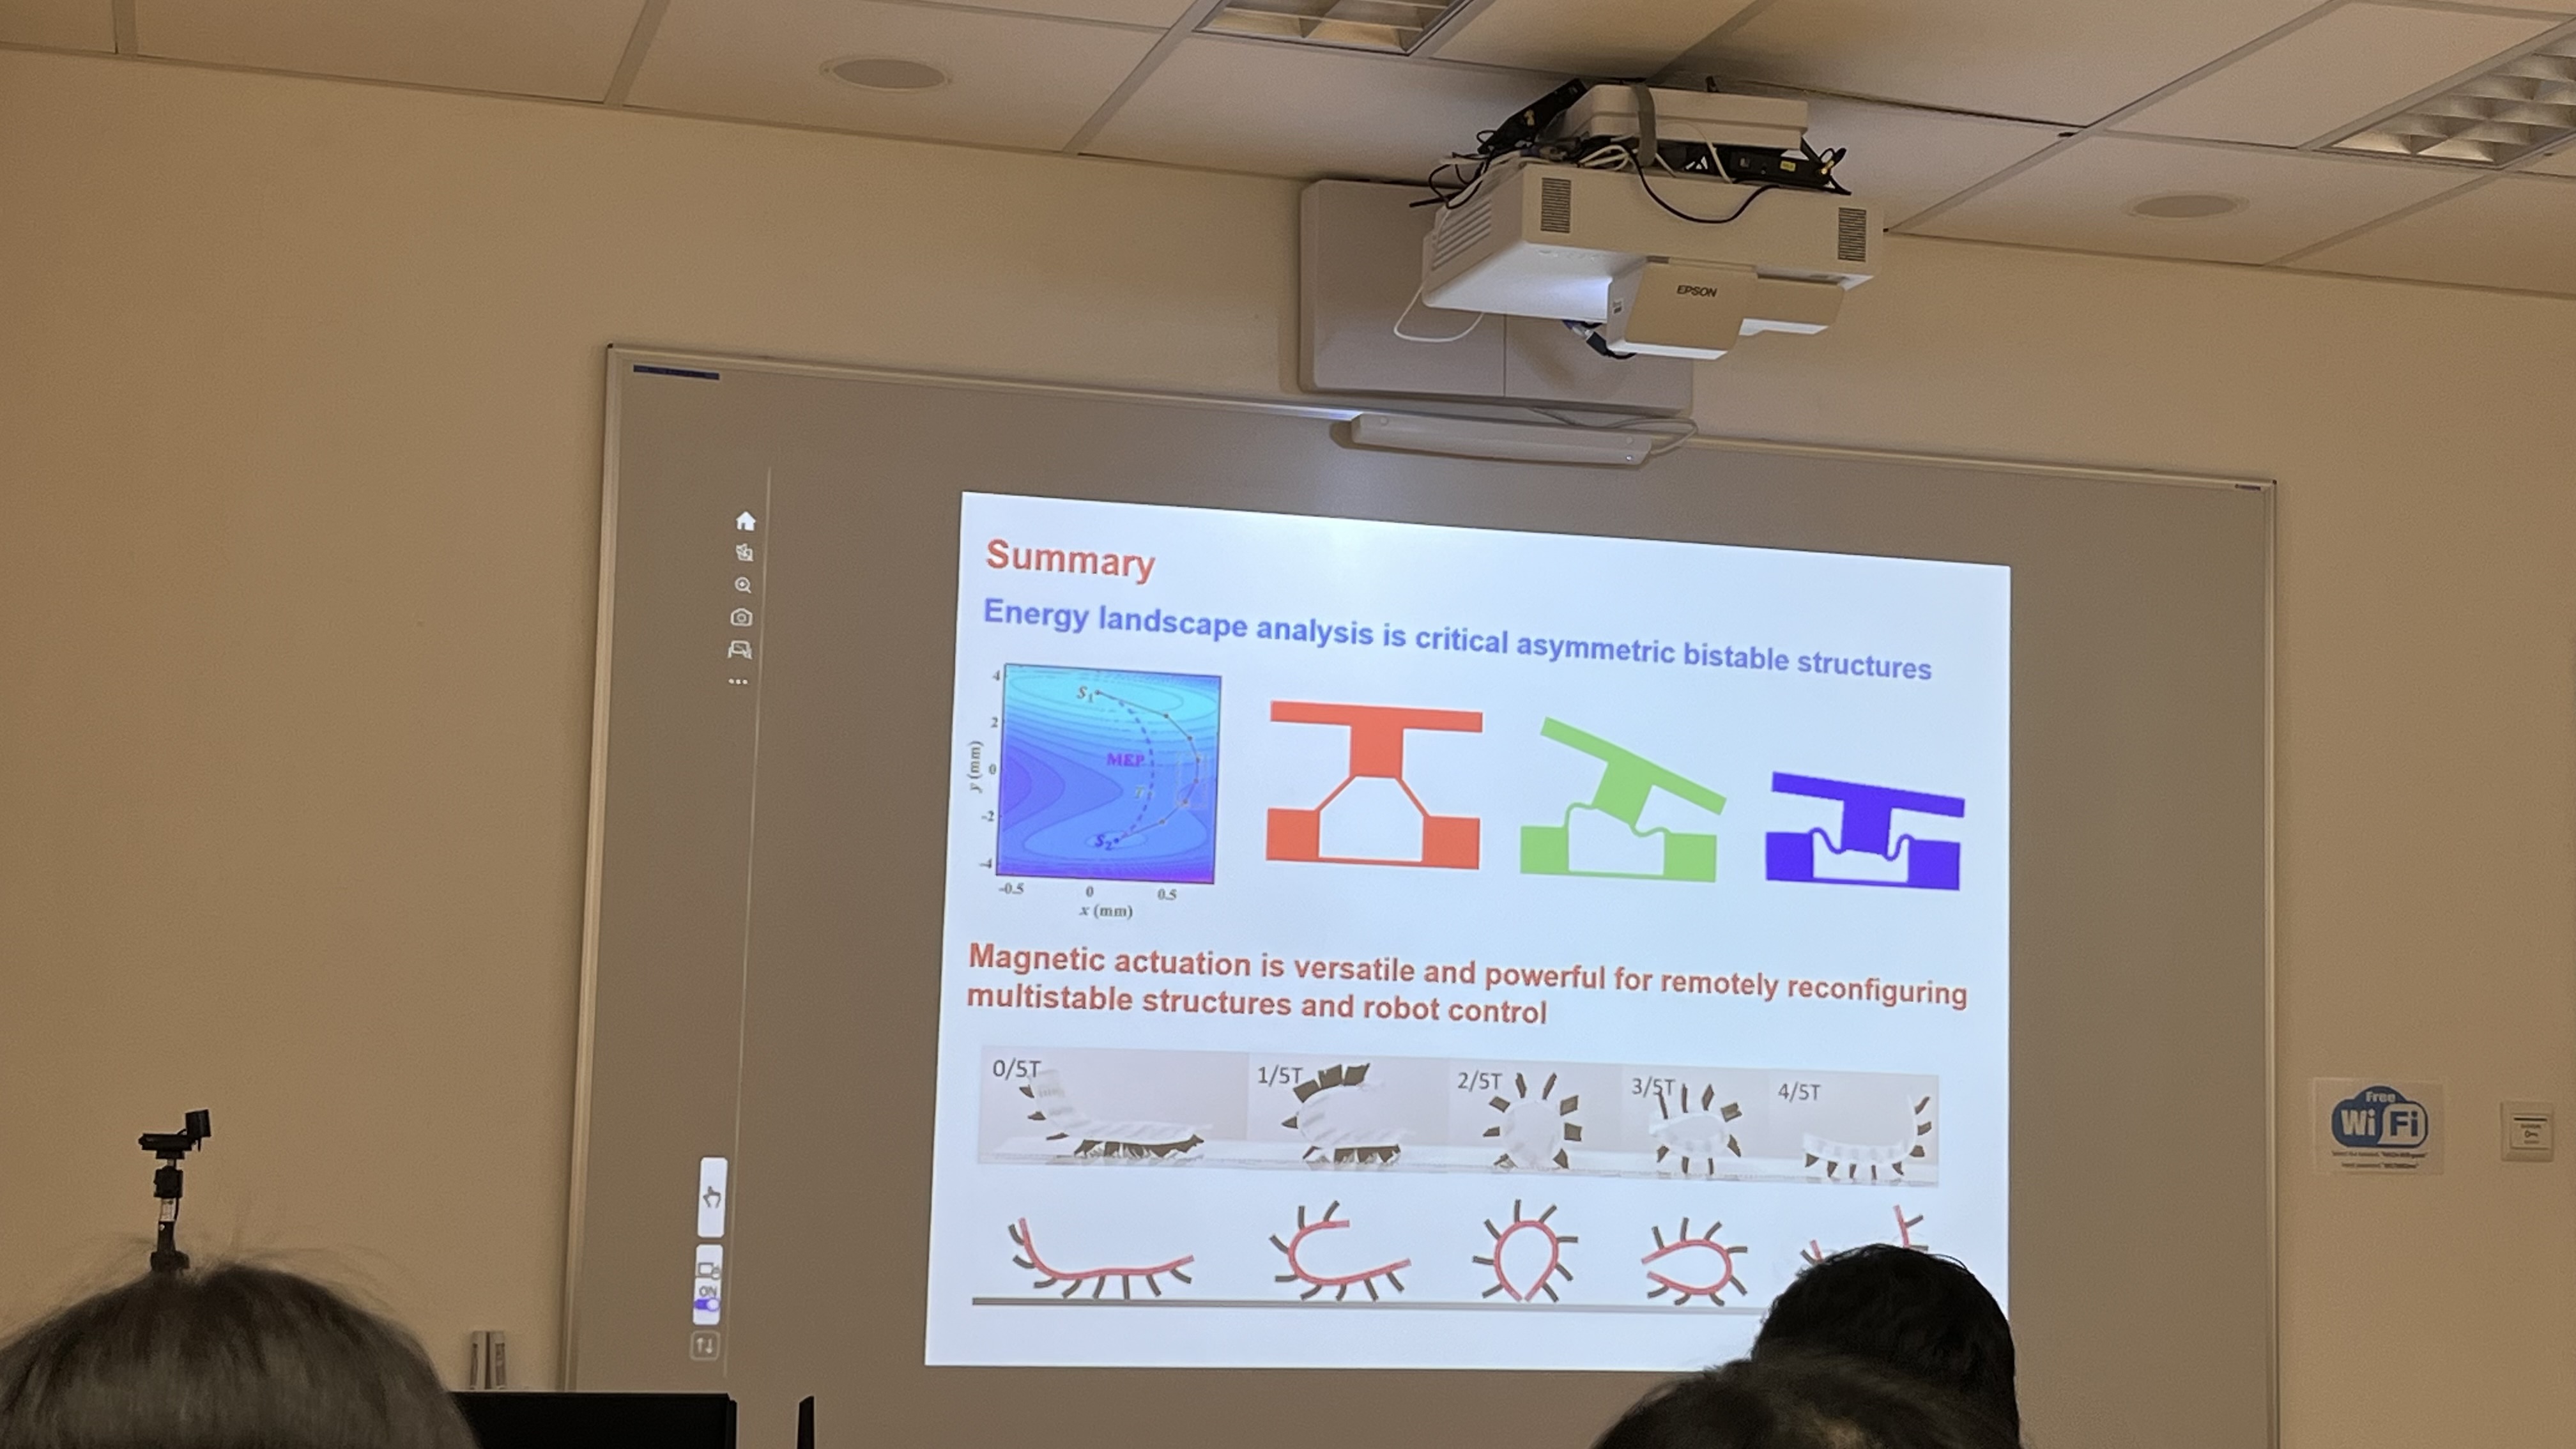 EPSON
Summary
Energy landscape analysis is critical asymmetric bistable structures
4
2
0
-2
-4
y (mm)
S1
MEP
S2
-0.5 0 0.5
x (mm)
Magnetic actuation is versatile and powerful for remotely reconfiguring
multistable structures and robot control
0/5T 1/5T 2/5T 3/5T 4/5T
ON
Free
WiFi